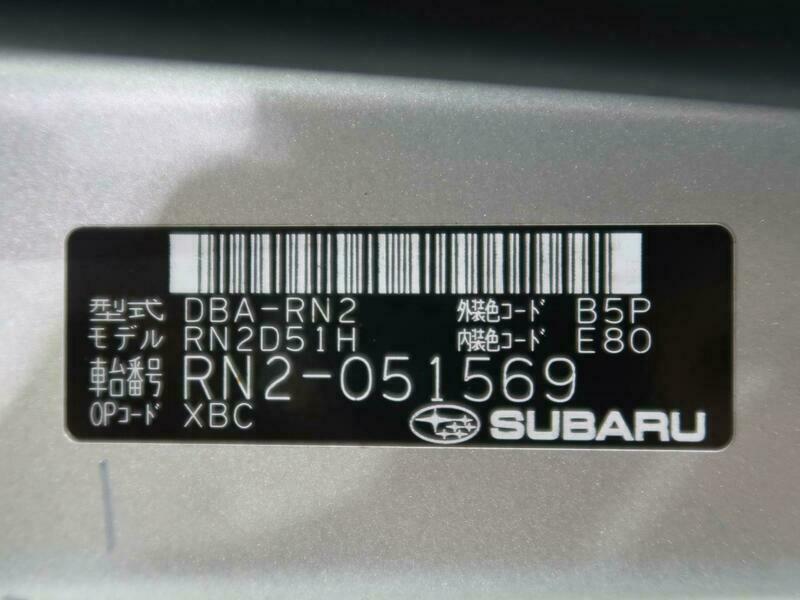 型式 DBA-RN2 外装色コード B5P
モデル RN2D51H 内装色コード E80
車台番号 RN2-051569
OPコード XBC
SUBARU